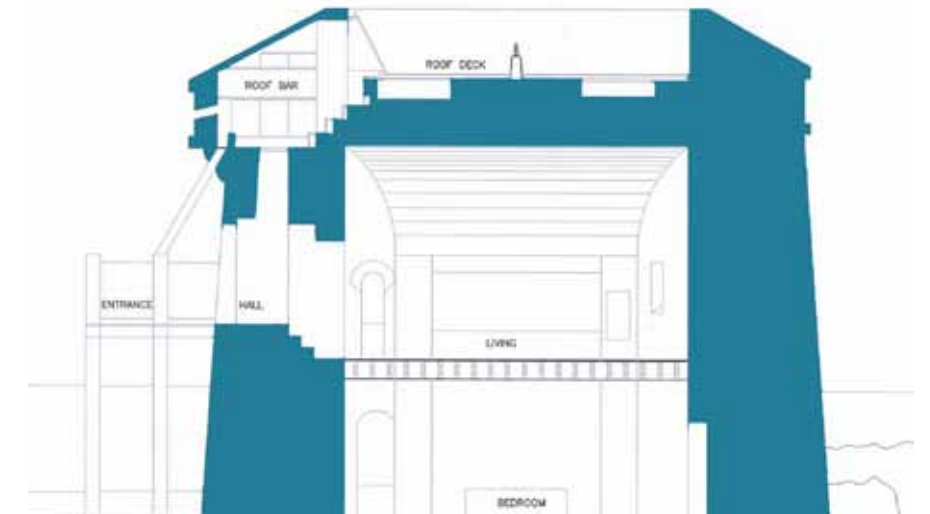 ROOF DECK
ROOF BAR
ENTRANCE
HALL
LIVING
BEDROOM